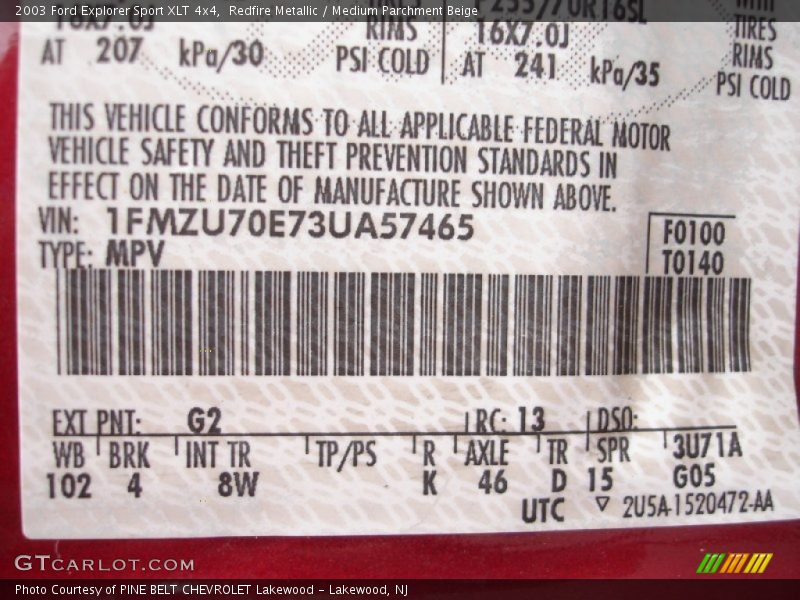 2003 Ford Explorer Sport XLT 4x4, Redfire Metallic / Medium Parchment Beige
16X7.0J RIMS 16X7.0J TIRES
AT 207 kPa/30 PSI COLD AT 241 kPa/35 RIMS
PSI COLD
THIS VEHICLE CONFORMS TO ALL APPLICABLE FEDERAL MOTOR
VEHICLE SAFETY AND THEFT PREVENTION STANDARDS IN
EFFECT ON THE DATE OF MANUFACTURE SHOWN ABOVE.
VIN: 1FMZU70E73UA57465
TYPE: MPV
F0100
T0140
EXT PNT: G2 RC: 13 DSO:
WB BRK INT TR TP/PS R AXLE TR SPR 3U71A
102 4 8W K 46 D 15 G05
UTC ▽ 2U5A-1520472-AA
GTCARLOT.COM
Photo Courtesy of PINE BELT CHEVROLET Lakewood - Lakewood, NJ